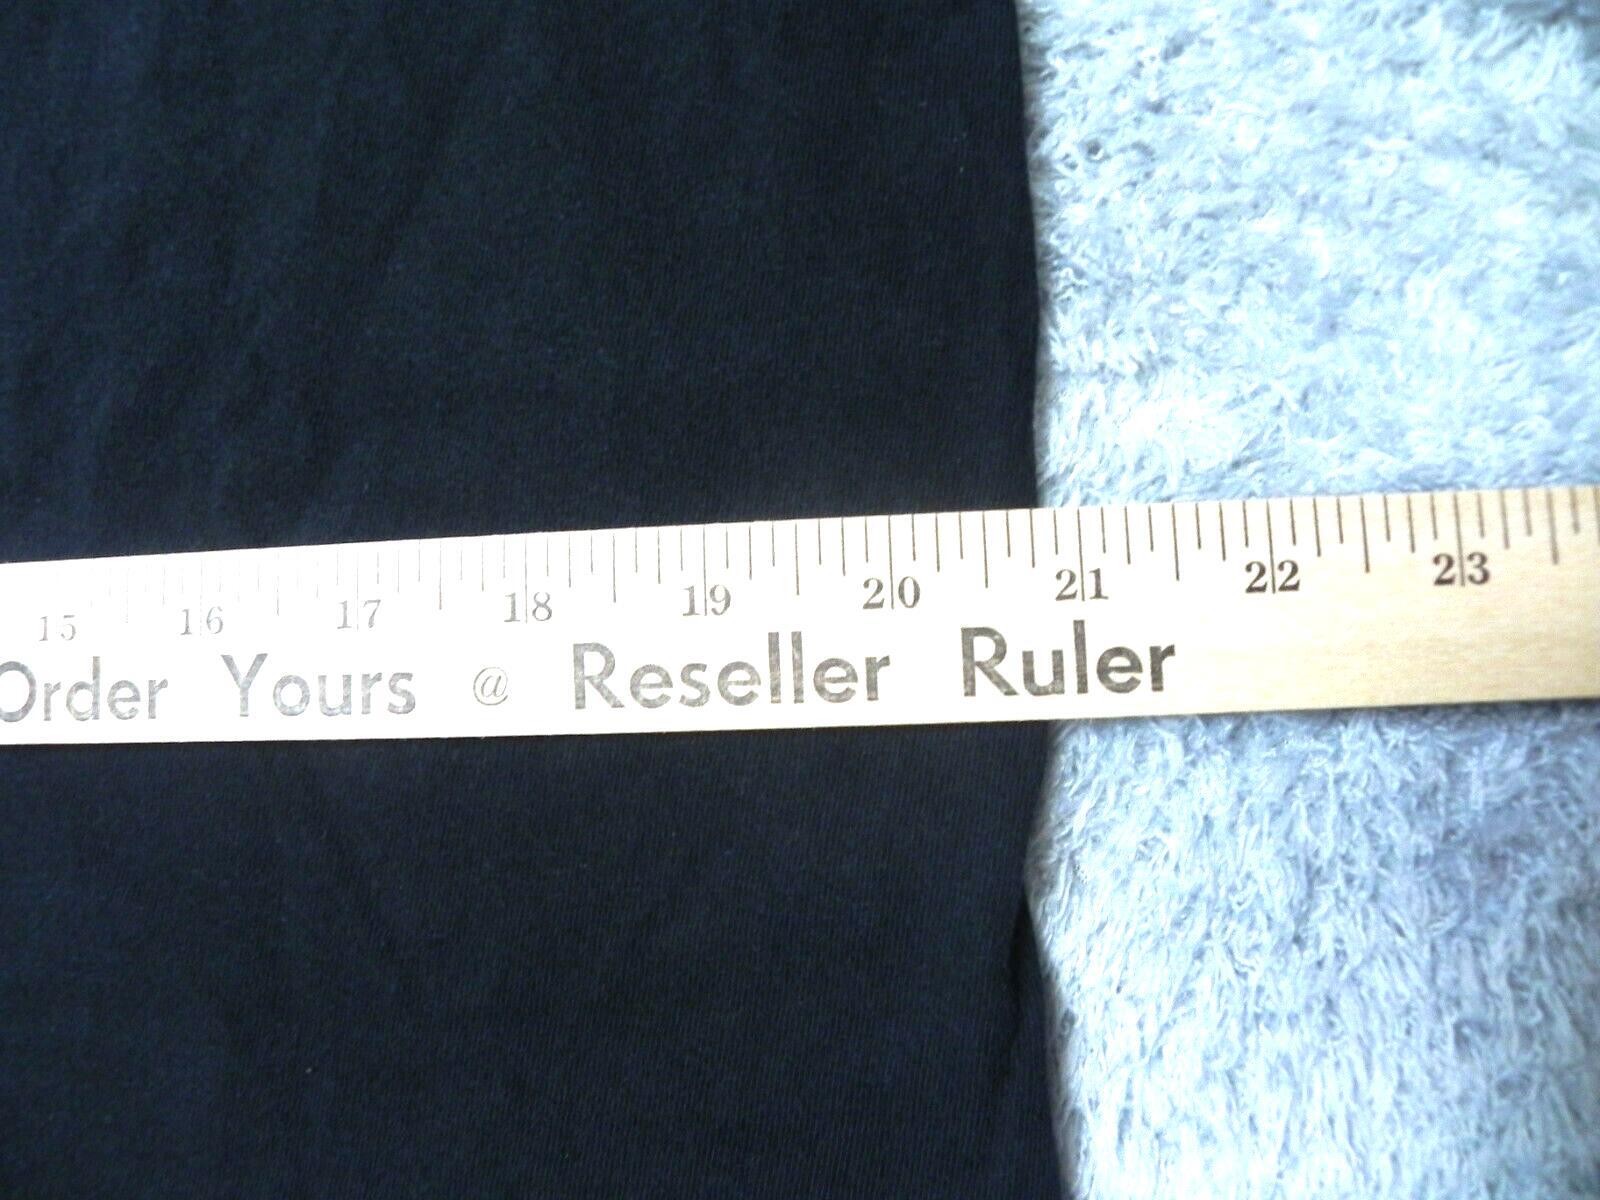 15 16 17 18 19 20 21 22 23
Order Yours @ Reseller Ruler